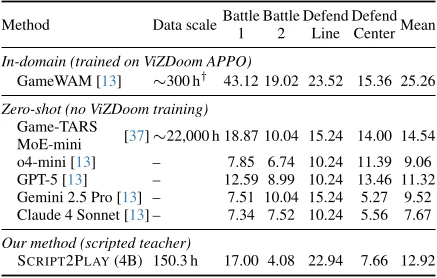 Method Data scale Battle 1 Battle 2 Defend Line Defend Center Mean
In-domain (trained on ViZDoom APPO)
GameWAM [13] ∼300 h† 43.12 19.02 23.52 15.36 25.26
Zero-shot (no ViZDoom training)
Game-TARS MoE-mini [37] ∼22,000 h 18.87 10.04 15.24 14.00 14.54
o4-mini [13] – 7.85 6.74 10.24 11.39 9.06
GPT-5 [13] – 12.59 8.99 10.24 13.46 11.32
Gemini 2.5 Pro [13] – 7.51 10.04 15.24 5.27 9.52
Claude 4 Sonnet [13] – 7.34 7.52 10.24 5.56 7.67
Our method (scripted teacher)
SCRIPT2PLAY (4B) 150.3 h 17.00 4.08 22.94 7.66 12.92